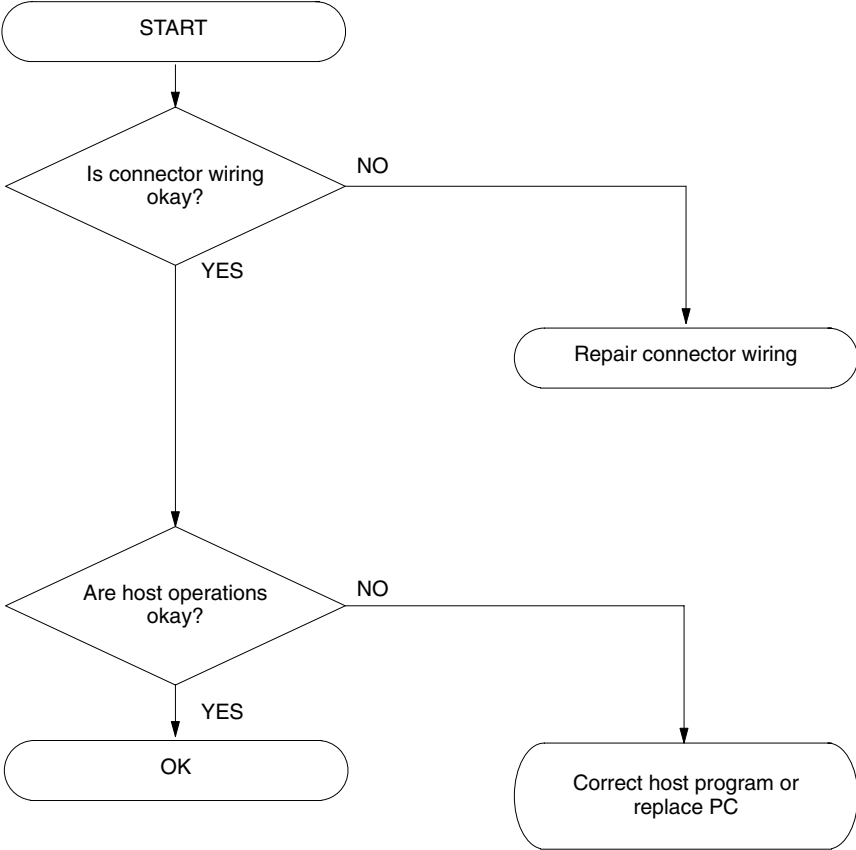 START
Is connector wiring
okay?
NO
YES
Repair connector wiring
Are host operations
okay?
NO
YES
OK
Correct host program or
replace PC